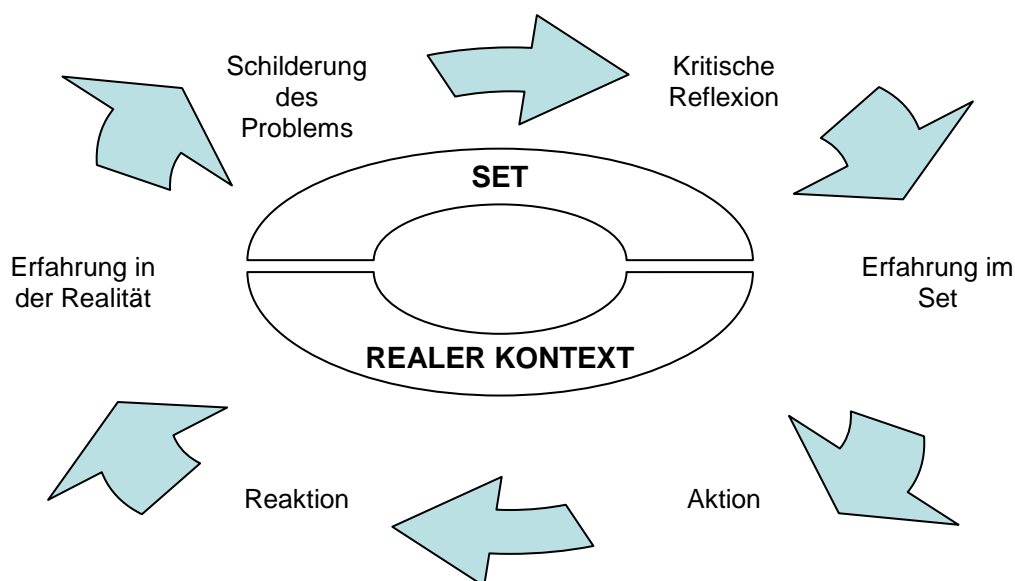 Schilderung
des
Problems
Kritische
Reflexion
SET
Erfahrung in
der Realität
Erfahrung im
Set
REALER KONTEXT
Reaktion
Aktion